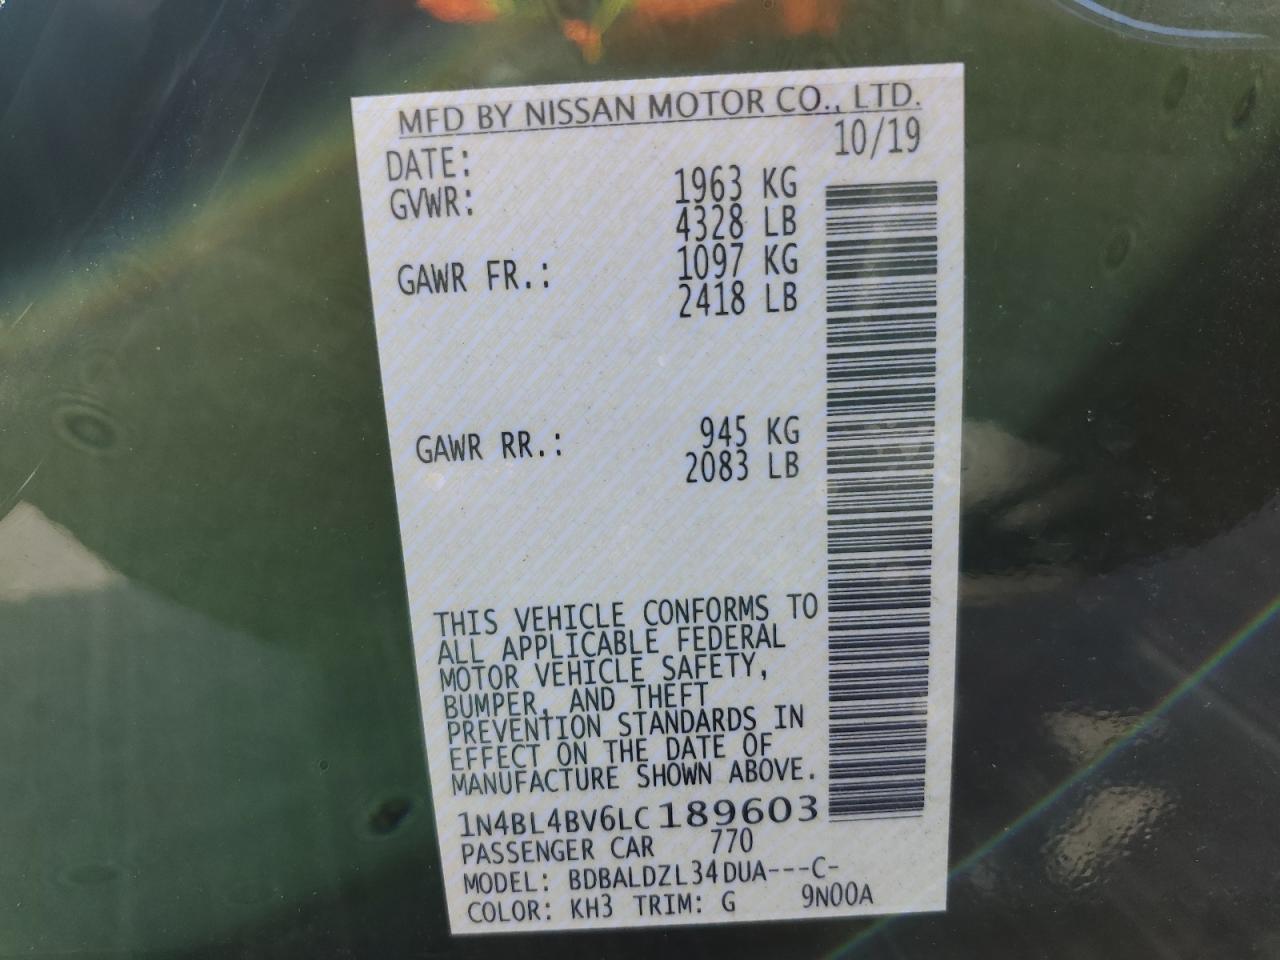 MFD BY NISSAN MOTOR CO., LTD.
DATE: 10/19
GVWR: 1963 KG
4328 LB
GAWR FR.: 1097 KG
2418 LB
GAWR RR.: 945 KG
2083 LB
THIS VEHICLE CONFORMS TO
ALL APPLICABLE FEDERAL
MOTOR VEHICLE SAFETY,
BUMPER, AND THEFT
PREVENTION STANDARDS IN
EFFECT ON THE DATE OF
MANUFACTURE SHOWN ABOVE.
1N4BL4BV6LC189603
PASSENGER CAR 770
MODEL: BDBALDZL34DUA---C-
COLOR: KH3 TRIM: G 9N00A